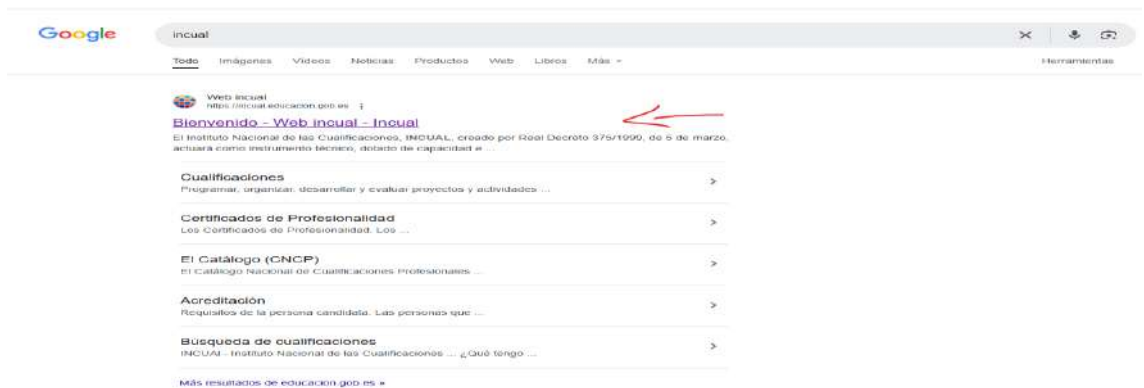 Google
incual
Todo Imágenes Vídeos Noticias Productos Web Libros Más
Herramientas
Web incual
https://incual.educacion.gob.es
Bienvenido - Web incual - Incual
El Instituto Nacional de las Cualificaciones, INCUAL, creado por Real Decreto 375/1999, de 5 de marzo,
actuará como instrumento técnico, dotado de capacidad e ...
Cualificaciones
Programar, organizar, desarrollar y evaluar proyectos y actividades ...
Certificados de Profesionalidad
Los Certificados de Profesionalidad. Los ...
El Catálogo (CNCP)
El Catálogo Nacional de Cualificaciones Profesionales ...
Acreditación
Requisitos de la persona candidata. Las personas que ...
Búsqueda de cualificaciones
INCUAL - Instituto Nacional de las Cualificaciones ... ¿Qué tengo ...
Más resultados de educacion.gob.es »